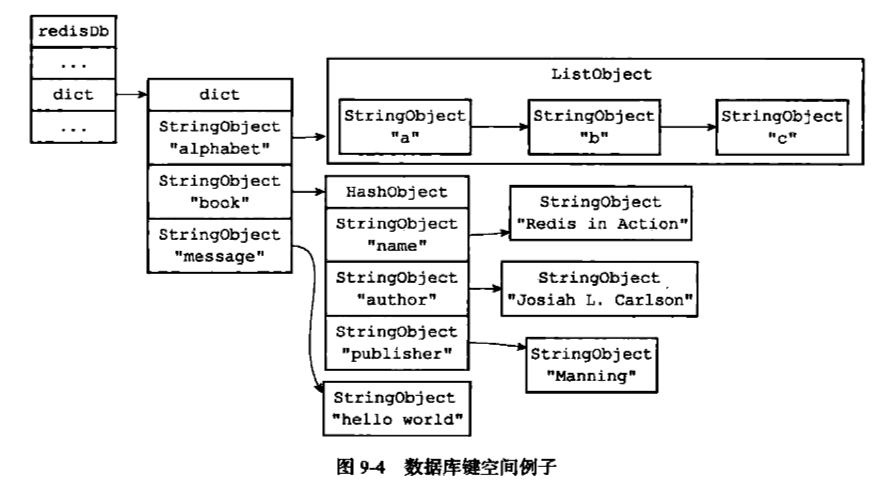 redisDb
...
dict
...
dict
StringObject
"alphabet"
StringObject
"book"
StringObject
"message"
ListObject
StringObject
"a"
StringObject
"b"
StringObject
"c"
HashObject
StringObject
"name"
StringObject
"author"
StringObject
"publisher"
StringObject
"Redis in Action"
StringObject
"Josiah L. Carlson"
StringObject
"Manning"
StringObject
"hello world"
图 9-4 数据库键空间例子